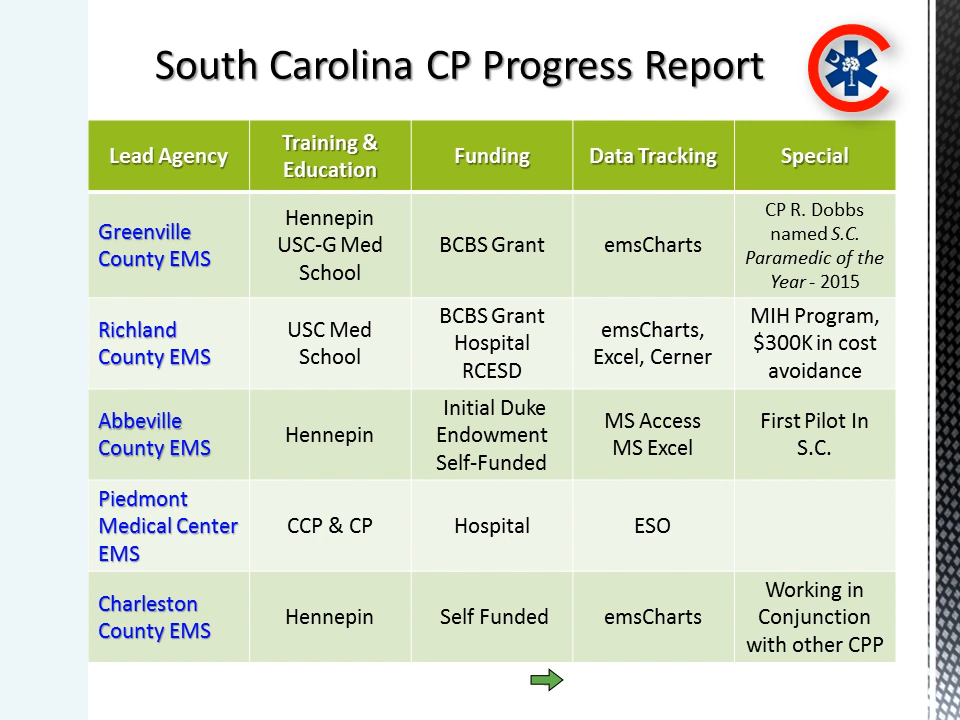 South Carolina CP Progress Report
Lead Agency
Training &
Education
Funding
Data Tracking
Special
Greenville
County EMS
Hennepin
USC-G Med
School
BCBS Grant
emsCharts
CP R. Dobbs
named S.C.
Paramedic of the
Year - 2015
Richland
County EMS
USC Med
School
BCBS Grant
Hospital
RCESD
emsCharts,
Excel, Cerner
MIH Program,
$300K in cost
avoidance
Abbeville
County EMS
Hennepin
Initial Duke
Endowment
Self-Funded
MS Access
MS Excel
First Pilot In
S.C.
Piedmont
Medical Center
EMS
CCP & CP
Hospital
ESO
Charleston
County EMS
Hennepin
Self Funded
emsCharts
Working in
Conjunction
with other CPP